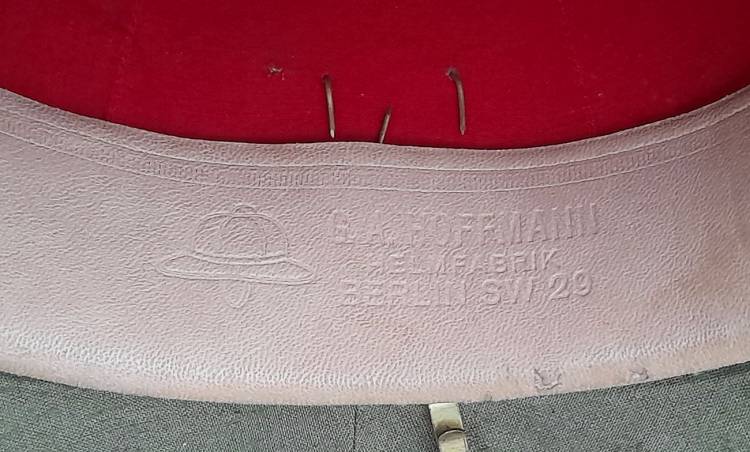 G.A. HOFFMANN
HELMFABRIK
BERLIN SW 29